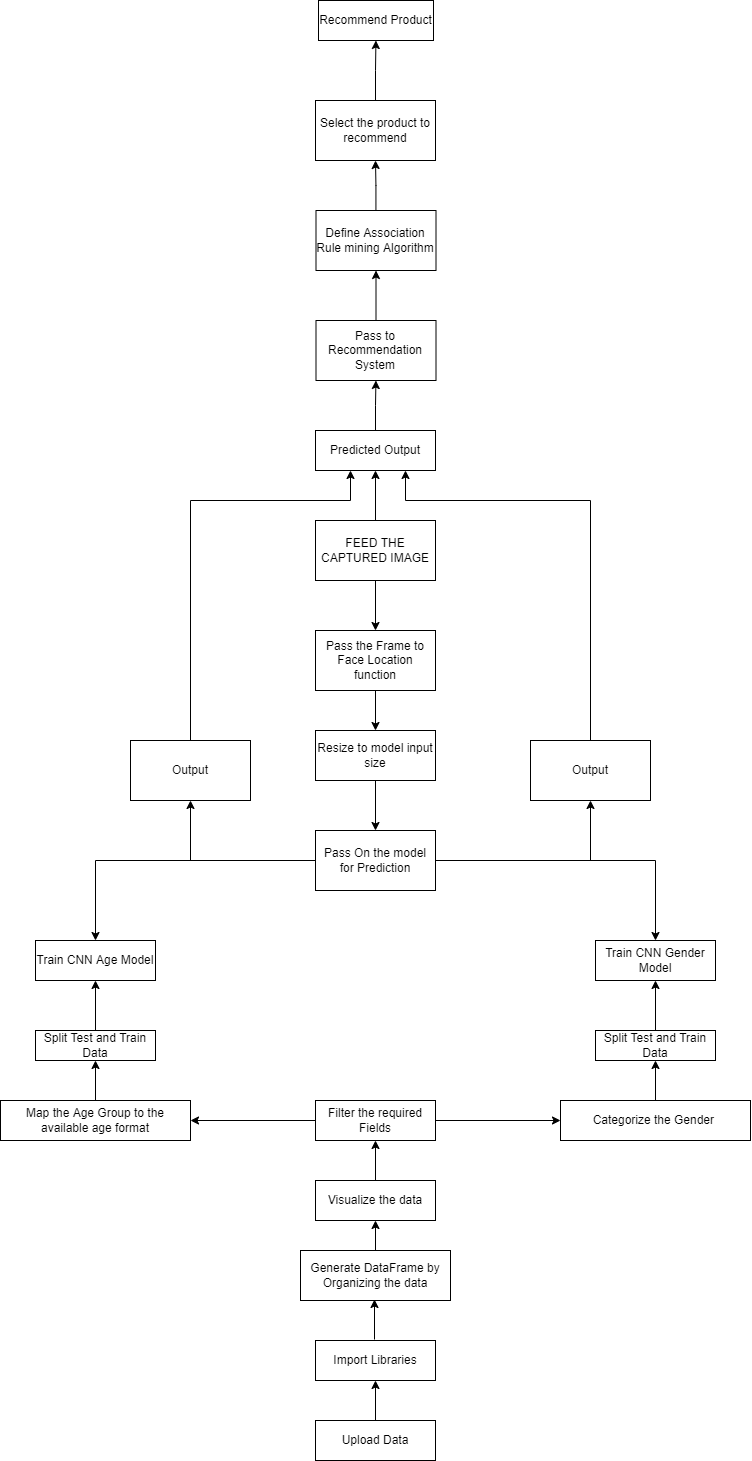 Recommend Product
Select the product to
recommend
Define Association
Rule mining Algorithm
Pass to
Recommendation
System
Predicted Output
FEED THE
CAPTURED IMAGE
Pass the Frame to
Face Location
function
Resize to model input
size
Output
Output
Pass On the model
for Prediction
Train CNN Age Model
Train CNN Gender
Model
Split Test and Train
Data
Split Test and Train
Data
Map the Age Group to the
available age format
Filter the required
Fields
Categorize the Gender
Visualize the data
Generate DataFrame by
Organizing the data
Import Libraries
Upload Data